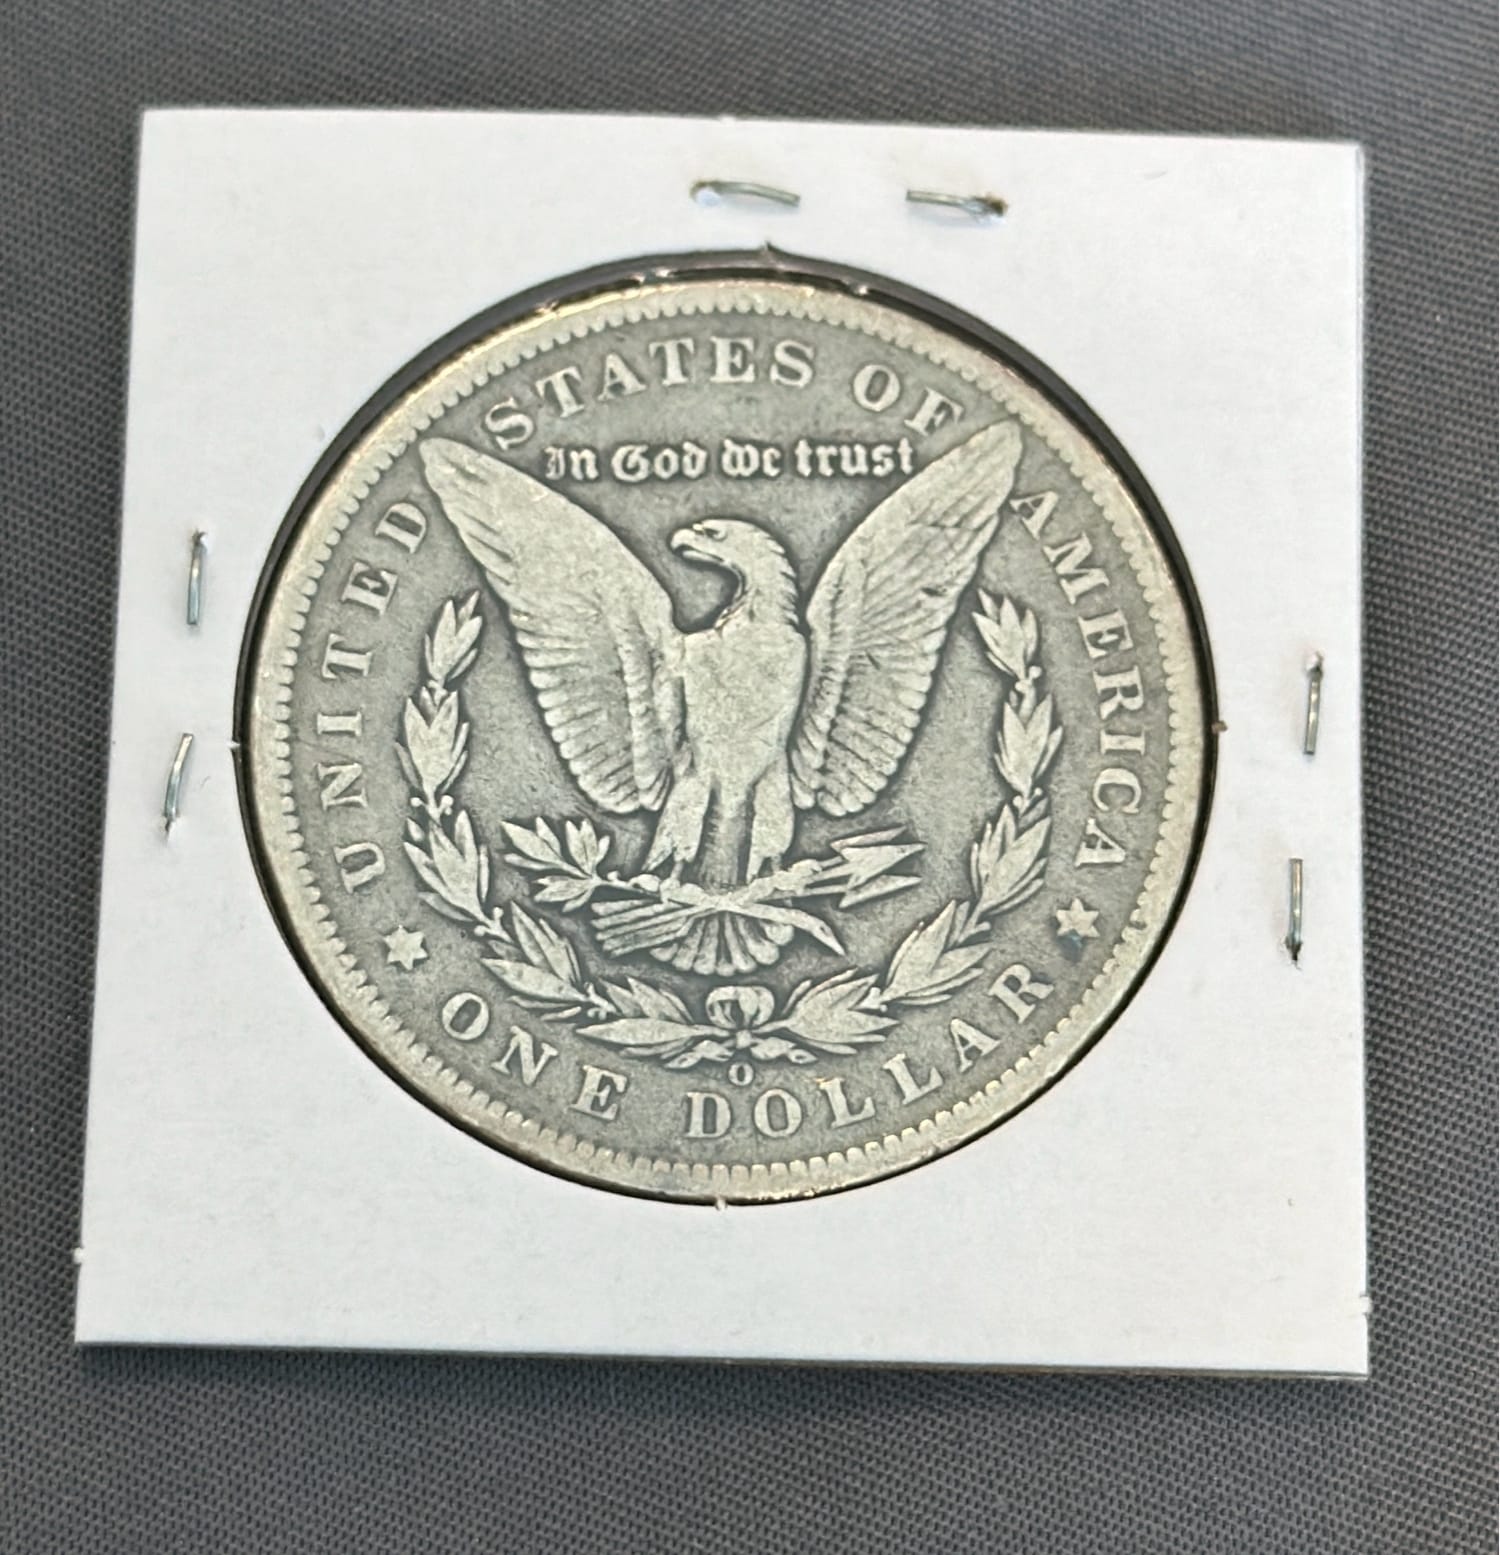 UNITED STATES OF AMERICA
In God we trust
O
ONE DOLLAR